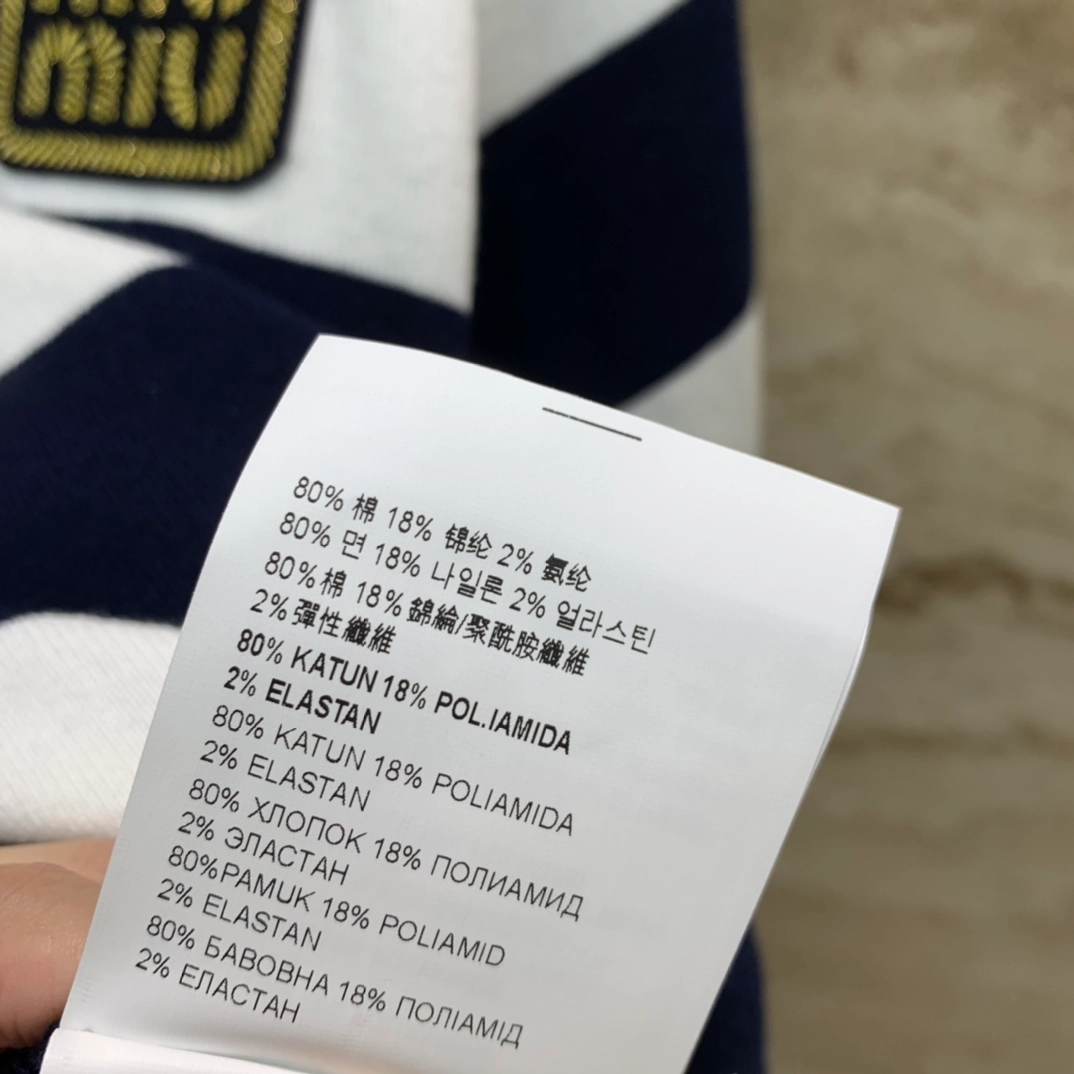 MIU
80% 棉 18% 锦纶 2% 氨纶
80% 면 18% 나일론 2% 얼라스틴
80%棉 18%錦綸/聚酰胺纖維
2%彈性纖維
80% KATUN 18% POL.IAMIDA
2% ELASTAN
80% KATUN 18% POLIAMIDA
2% ELASTAN
80% ХЛОПОК 18% ПОЛИАМИД
2% ЭЛАСТАН
80%PAMUK 18% POLIAMID
2% ELASTAN
80% БАВОВНА 18% ПОЛІАМІД
2% ЕЛАСТАН